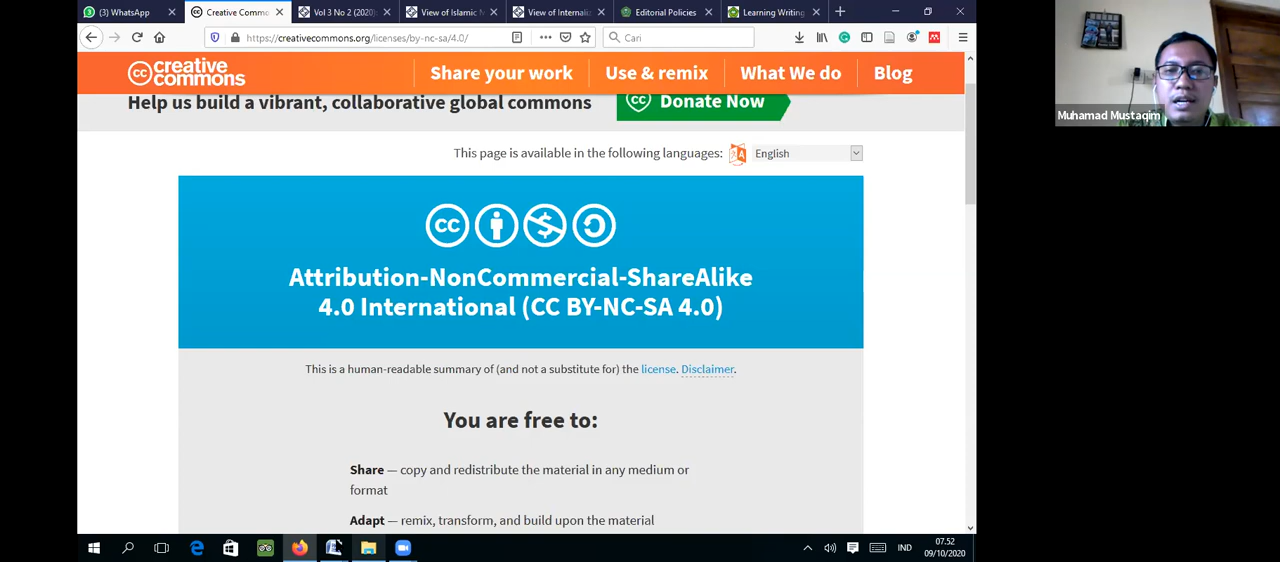 (3) WhatsApp
Creative Commo
Vol 3 No 2 (2020):
View of Islamic M
View of Internalis
Editorial Policies
Learning Writing
https://creativecommons.org/licenses/by-nc-sa/4.0/
Cari
creative commons
Share your work
Use & remix
What We do
Blog
Help us build a vibrant, collaborative global commons
Donate Now
This page is available in the following languages:
English
Attribution-NonCommercial-ShareAlike
4.0 International (CC BY-NC-SA 4.0)
This is a human-readable summary of (and not a substitute for) the license. Disclaimer.
You are free to:
Share — copy and redistribute the material in any medium or
format
Adapt — remix, transform, and build upon the material
IND
07.52
09/10/2020
Muhamad Mustaqim